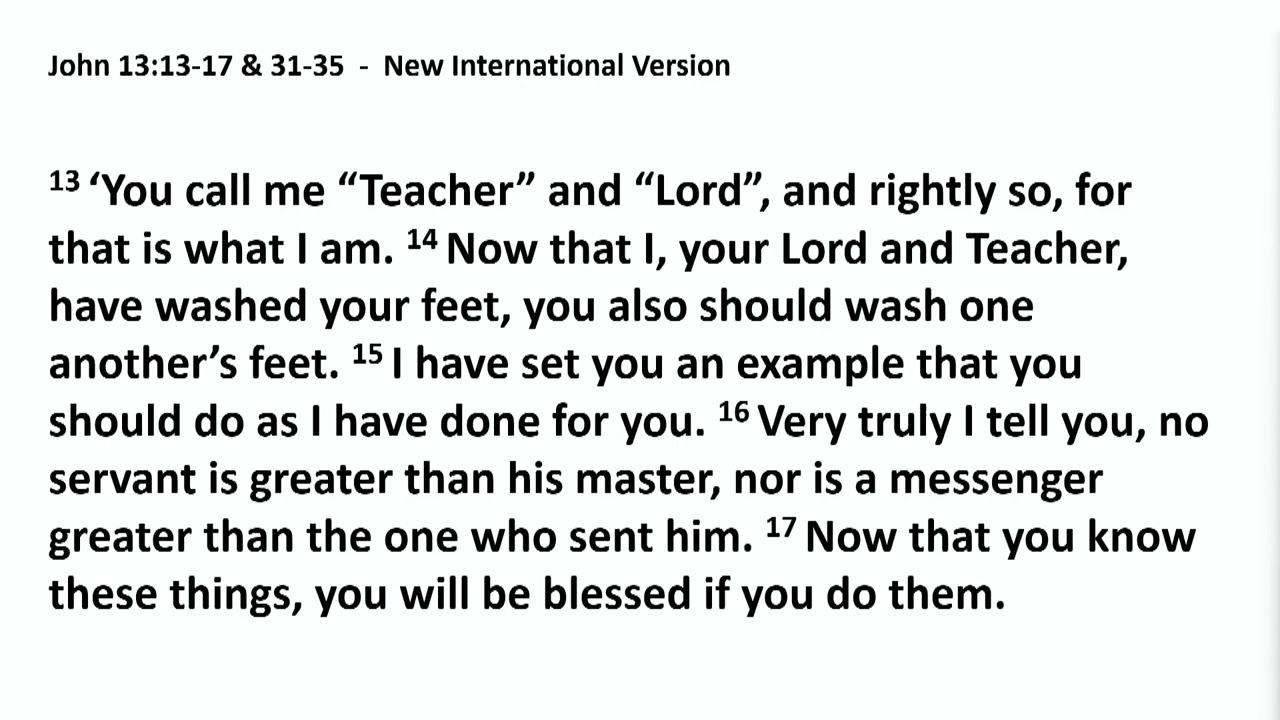 John 13:13-17 & 31-35 - New International Version
13 ‘You call me “Teacher” and “Lord”, and rightly so, for
that is what I am. 14 Now that I, your Lord and Teacher,
have washed your feet, you also should wash one
another’s feet. 15 I have set you an example that you
should do as I have done for you. 16 Very truly I tell you, no
servant is greater than his master, nor is a messenger
greater than the one who sent him. 17 Now that you know
these things, you will be blessed if you do them.